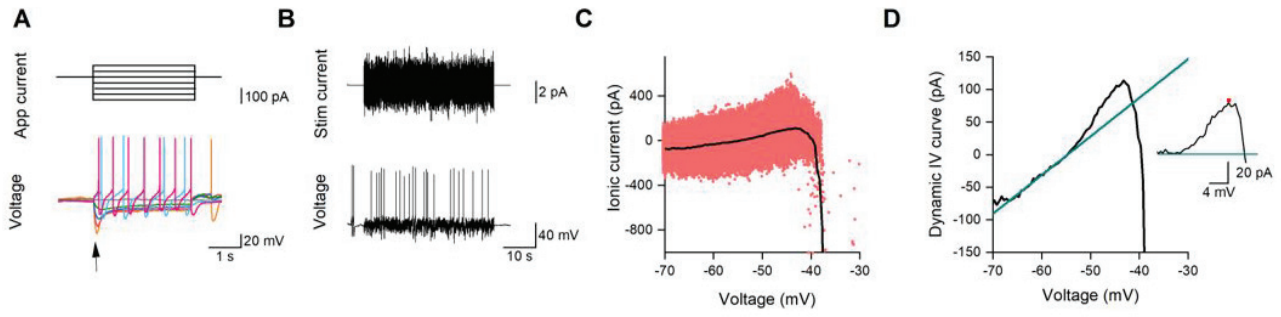 A
App current
100 pA
Voltage
20 mV
1 s
B
Stim current
2 pA
Voltage
40 mV
10 s
C
Ionic current (pA)
400
0
-400
-800
-70
-60
-50
-40
-30
Voltage (mV)
D
Dynamic IV curve (pA)
150
100
50
0
-50
-100
-150
-70
-60
-50
-40
-30
Voltage (mV)
20 pA
4 mV